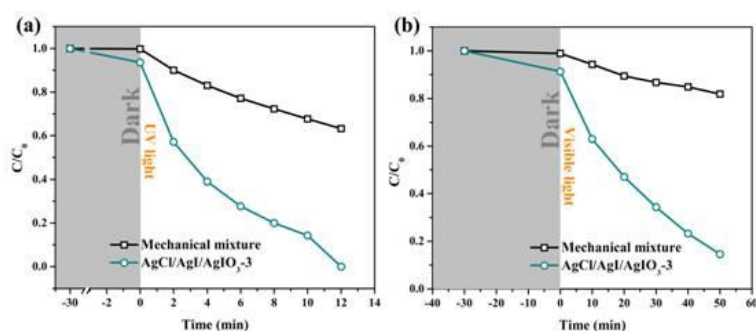 (a)
1.0
0.8
0.6
0.4
0.2
0.0
C/C0
Dark
UV light
Mechanical mixture
AgCl/AgI/AgIO3-3
-30 -2 0 2 4 6 8 10 12 14
Time (min)
(b)
1.0
0.8
0.6
0.4
0.2
0.0
C/C0
Dark
Visible light
Mechanical mixture
AgCl/AgI/AgIO3-3
-40 -30 -20 -10 0 10 20 30 40 50 60
Time (min)